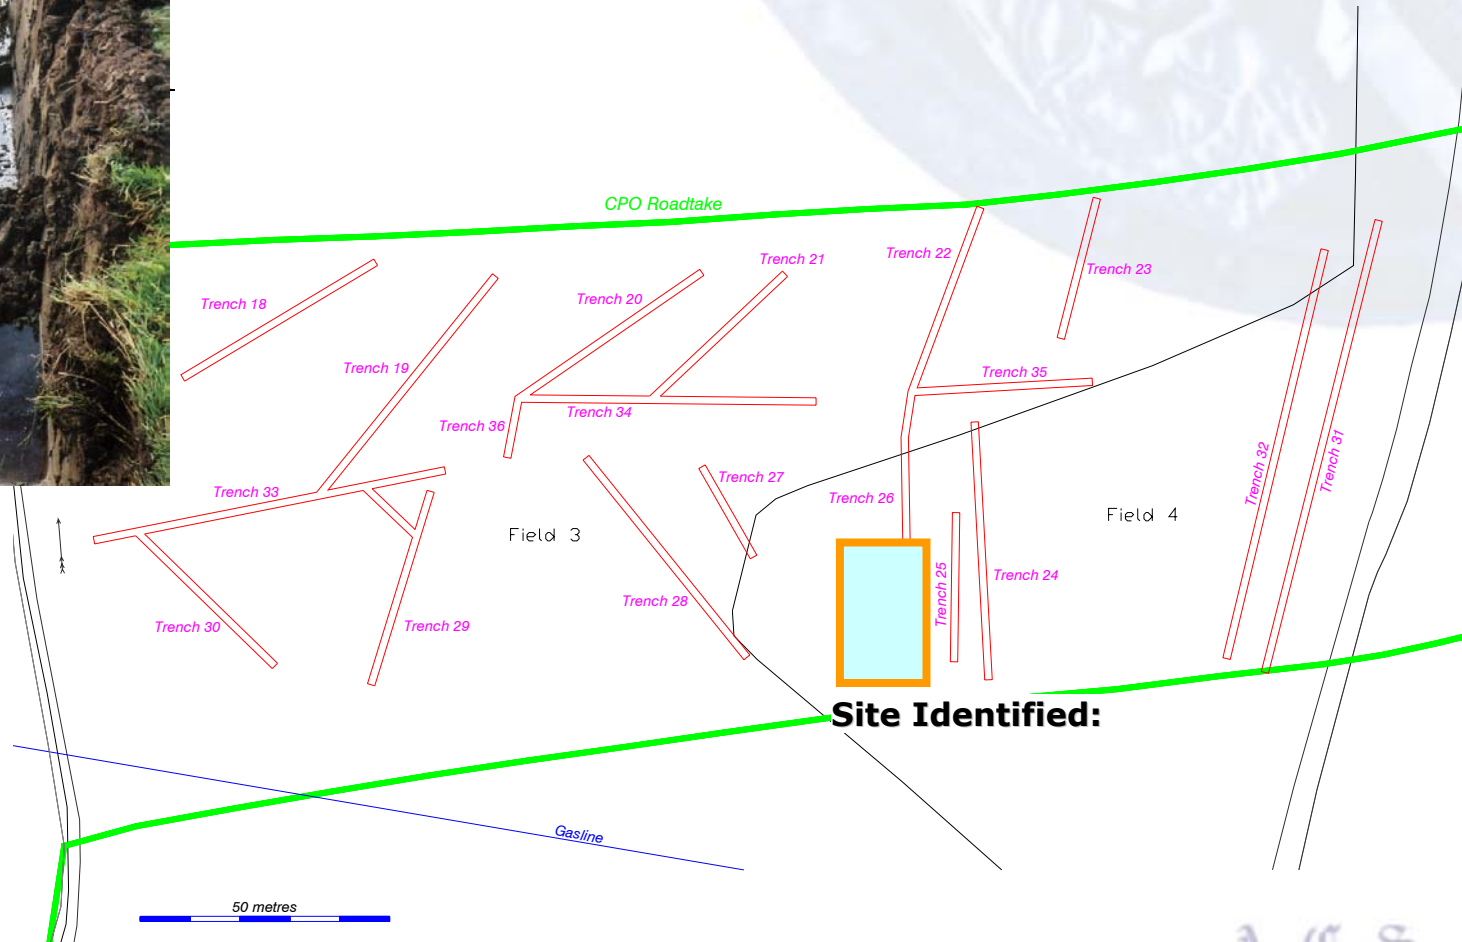 CPO Roadtake
Trench 18
Trench 19
Trench 20
Trench 21
Trench 22
Trench 23
Trench 36
Trench 34
Trench 35
Trench 33
Trench 27
Trench 26
Trench 32
Trench 31
Field 3
Field 4
Trench 30
Trench 29
Trench 28
Trench 25
Trench 24
Site Identified:
Gasline
50 metres
A C S